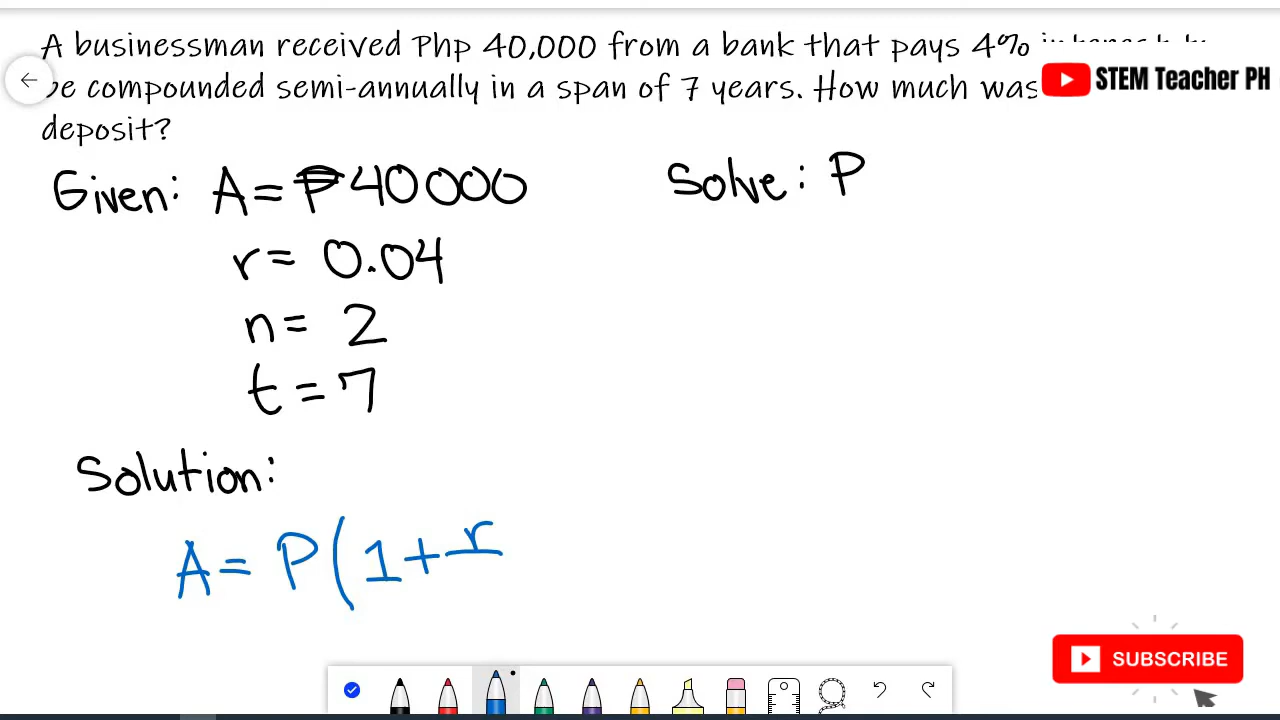 A businessman received Php 40,000 from a bank that pays 4%
be compounded semi-annually in a span of 7 years. How much was
deposit?
STEM Teacher PH
Given: A = ₱40000
r = 0.04
n = 2
t = 7
Solve: P
Solution:
A = P(1 + r
SUBSCRIBE